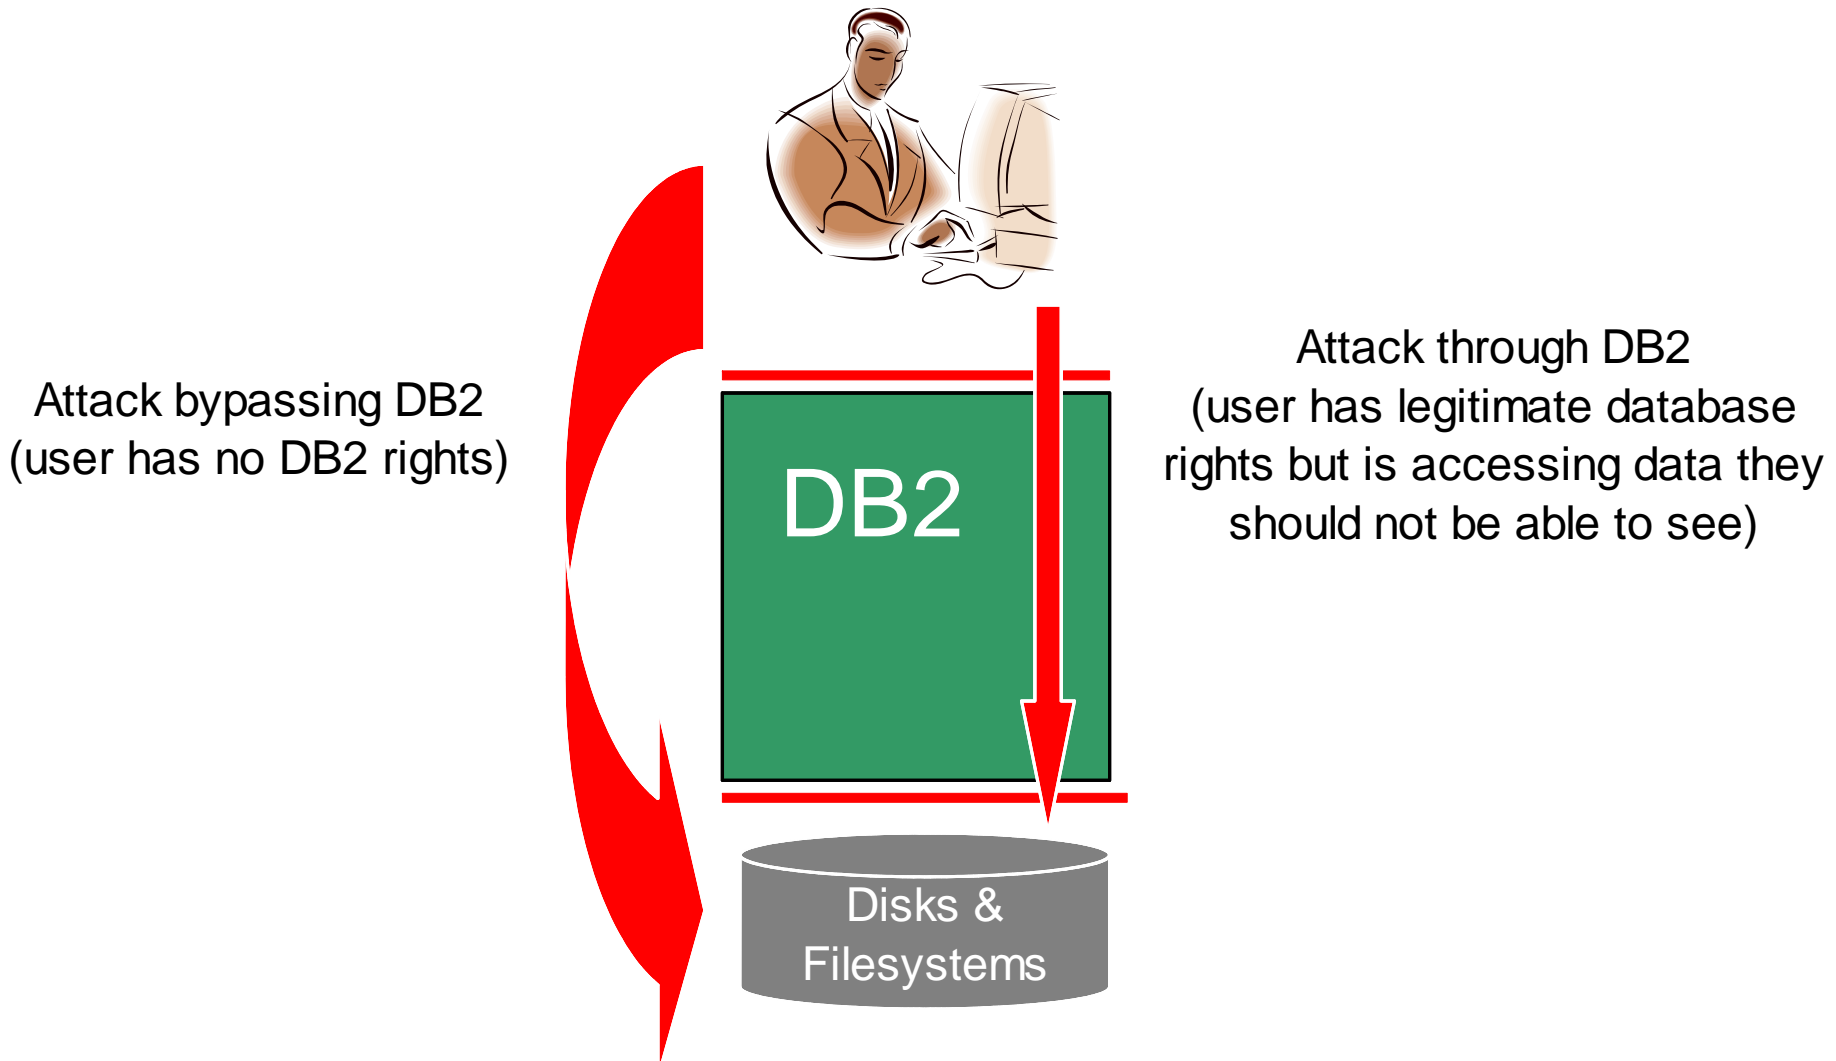 Attack bypassing DB2
(user has no DB2 rights)
DB2
Attack through DB2
(user has legitimate database
rights but is accessing data they
should not be able to see)
Disks &
Filesystems